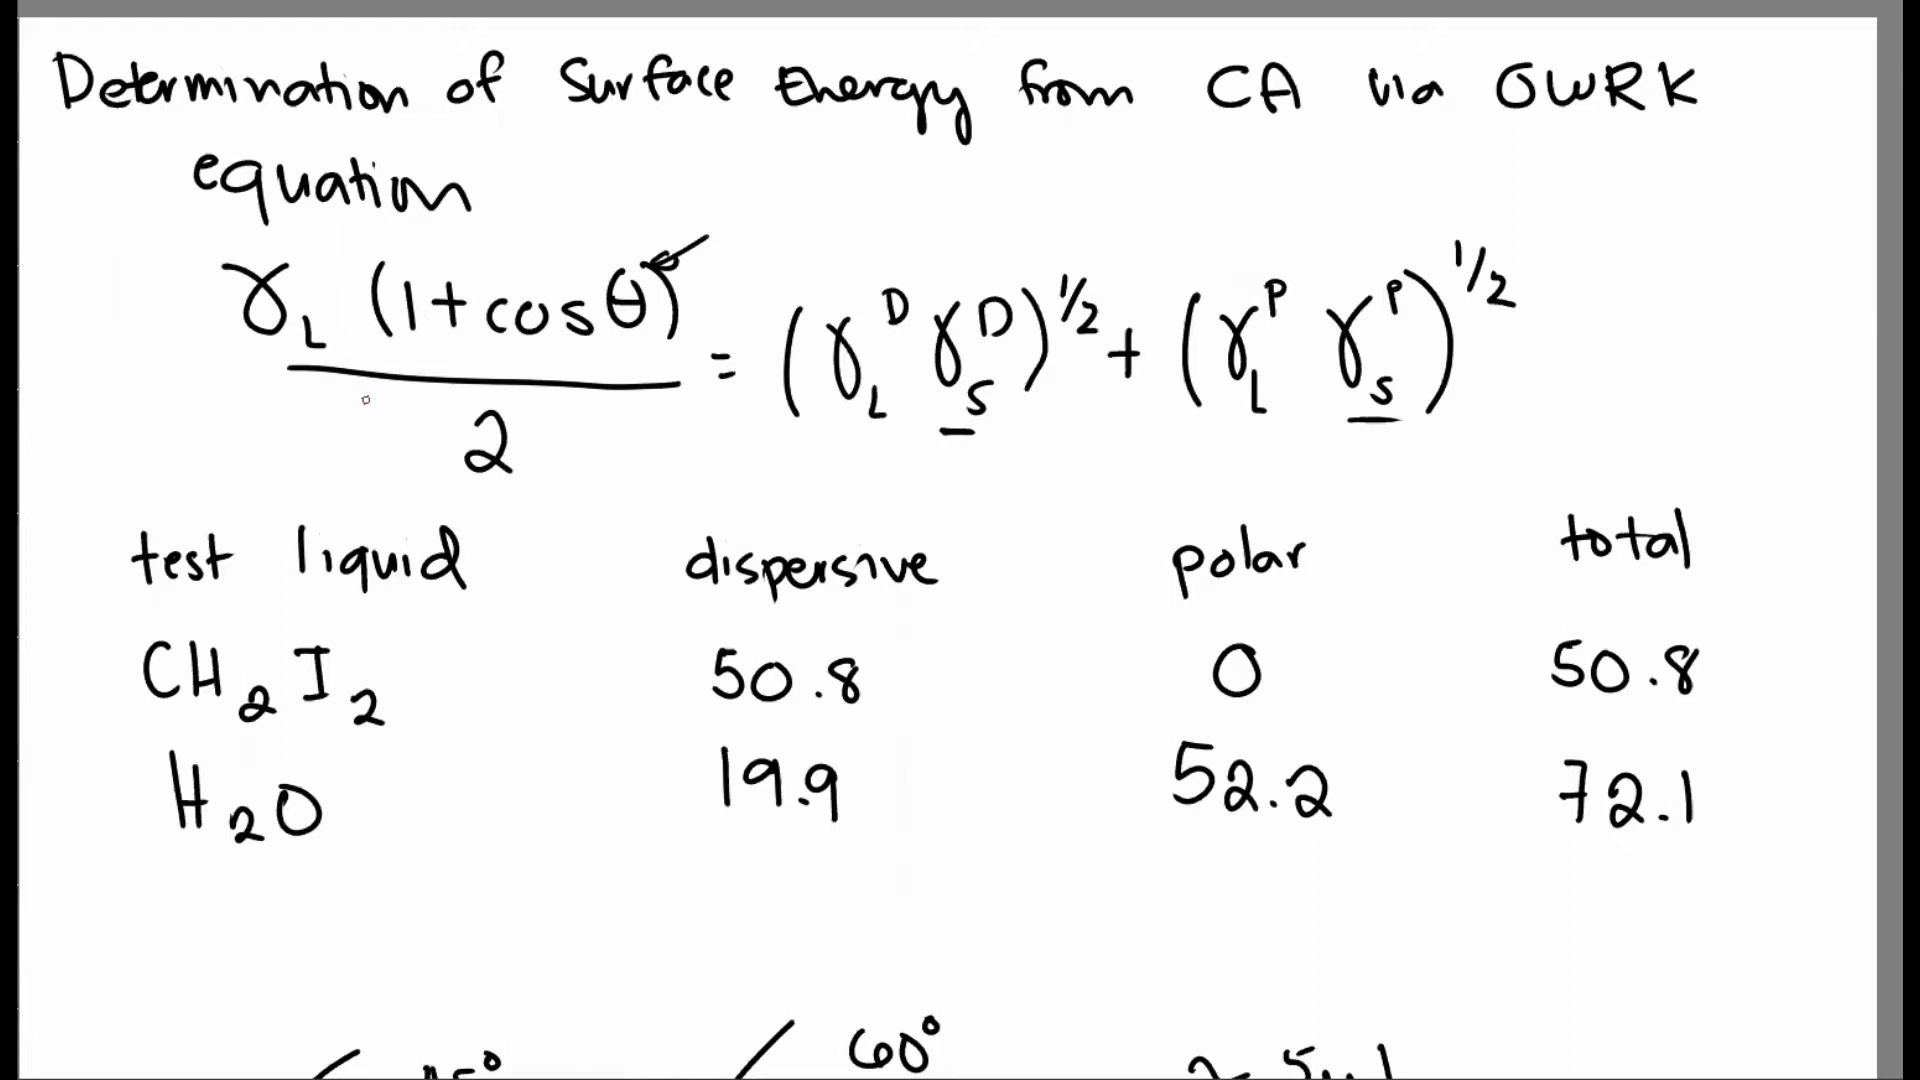 Determination of Surface Energy from CA via OWRK
equation
γL (1+cosθ) / 2 = (γL^D γS^D)^1/2 + (γL^P γS^P)^1/2
test liquid dispersive polar total
CH2I2 50.8 0 50.8
H2O 19.9 52.2 72.1
60°